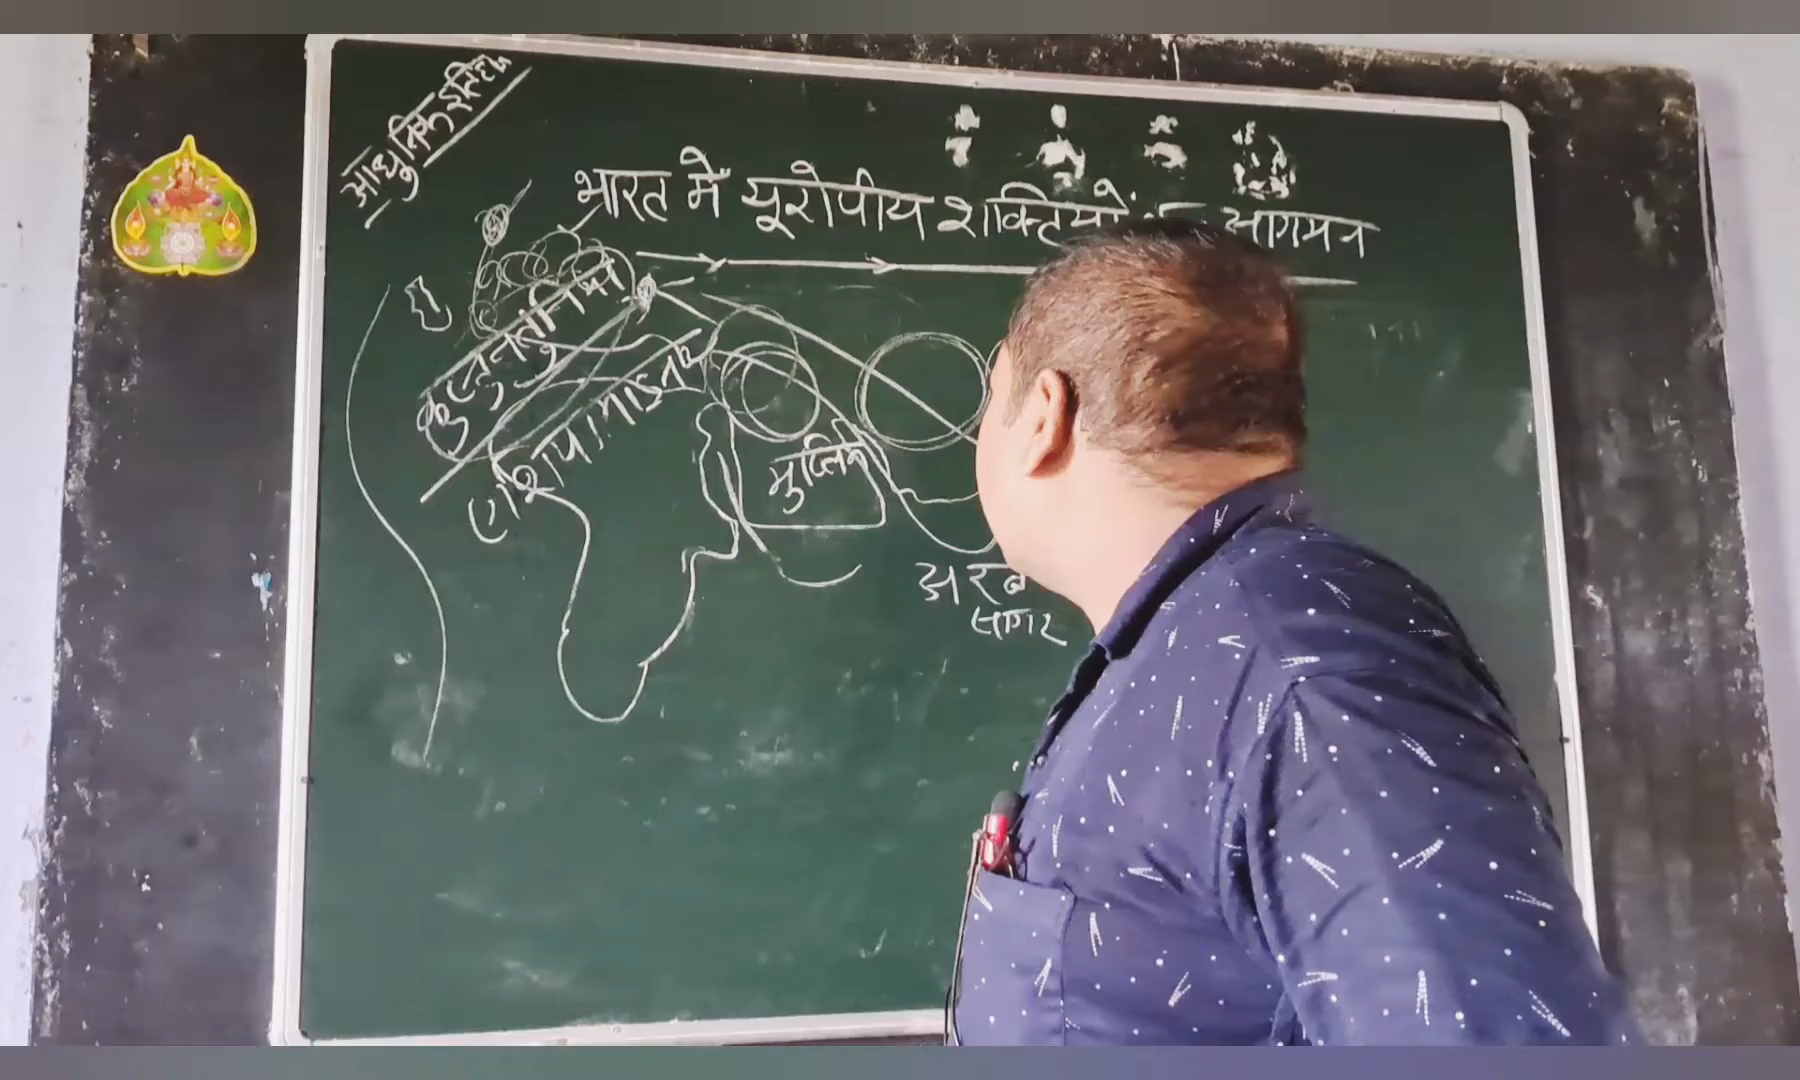 आधुनिक इतिहास
भारत में यूरोपीय शक्तियों आगमन
कुस्तुनतुनिया
एशिया माइनर
मुस्लिम
अरब
सागर